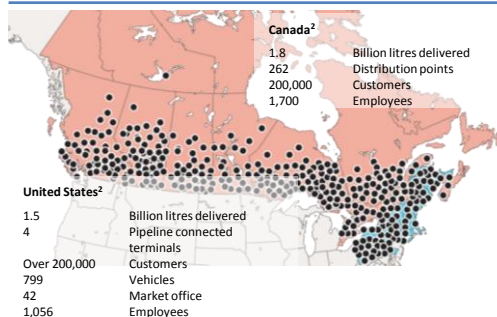 Canada²
1.8 Billion litres delivered
262 Distribution points
200,000 Customers
1,700 Employees
United States²
1.5 Billion litres delivered
4 Pipeline connected
terminals
Over 200,000 Customers
799 Vehicles
42 Market office
1,056 Employees